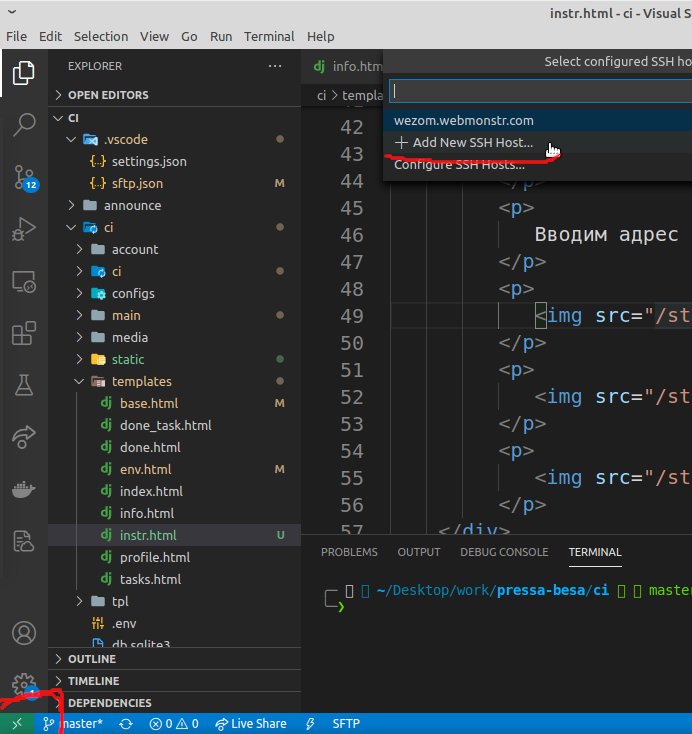 instr.html - ci - Visual S
File Edit Selection View Go Run Terminal Help
EXPLORER
OPEN EDITORS
CI
.vscode
settings.json
sftp.json M
announce
ci
account
ci
configs
main
media
static
templates
base.html M
done_task.html
done.html
env.html M
index.html
info.html
instr.html U
profile.html
tasks.html
tpl
.env
db.sqlite3
OUTLINE
TIMELINE
DEPENDENCIES
12
1
info.htm
ci > templa
Select configured SSH ho
wezom.webmonstr.com
+ Add New SSH Host...
Configure SSH Hosts...
42
43
44 </p>
45 <p>
46 Вводим адрес
47 </p>
48 <p>
49 <img src="/st
50 </p>
51 <p>
52 <img src="/st
53 </p>
54 <p>
55 <img src="/st
56 </p>
57 </div>
PROBLEMS OUTPUT DEBUG CONSOLE TERMINAL
~/Desktop/work/pressa-besa/ci master
master* 0 0 Live Share SFTP